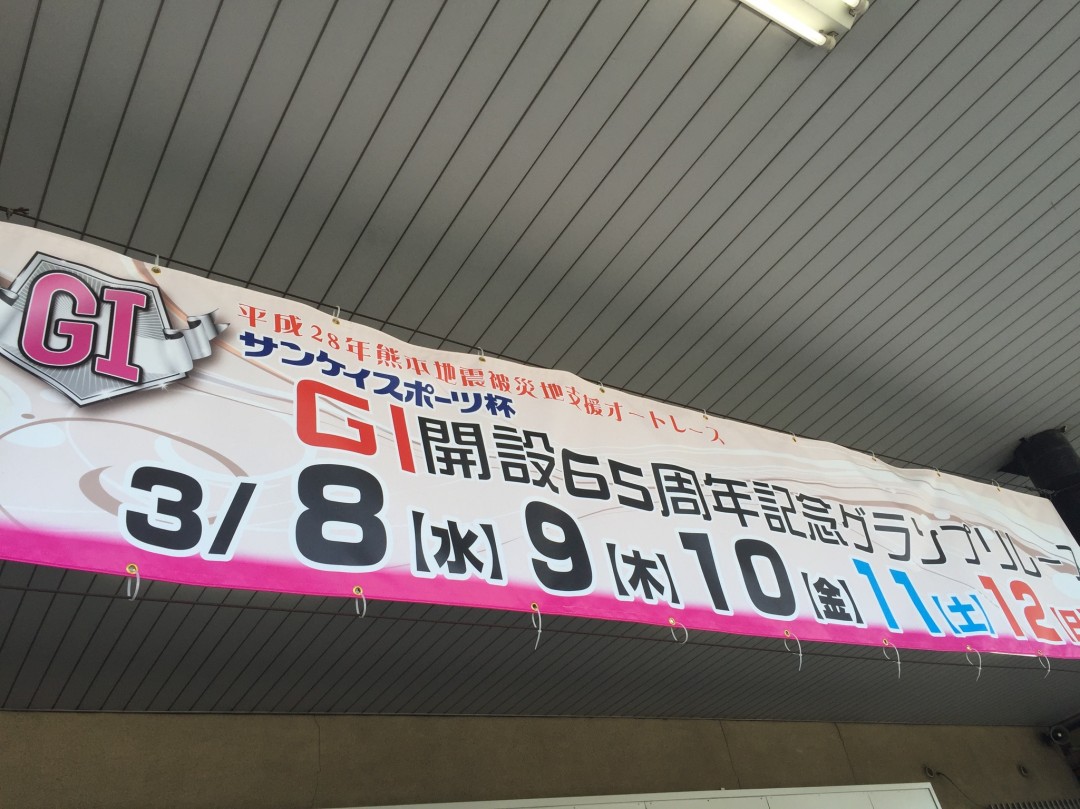 GI
平成28年熊本地震被災地支援オートレース
サンケイスポーツ杯
GI開設65周年記念グランプリレース
3/8【水】9【木】10【金】11【土】12【日